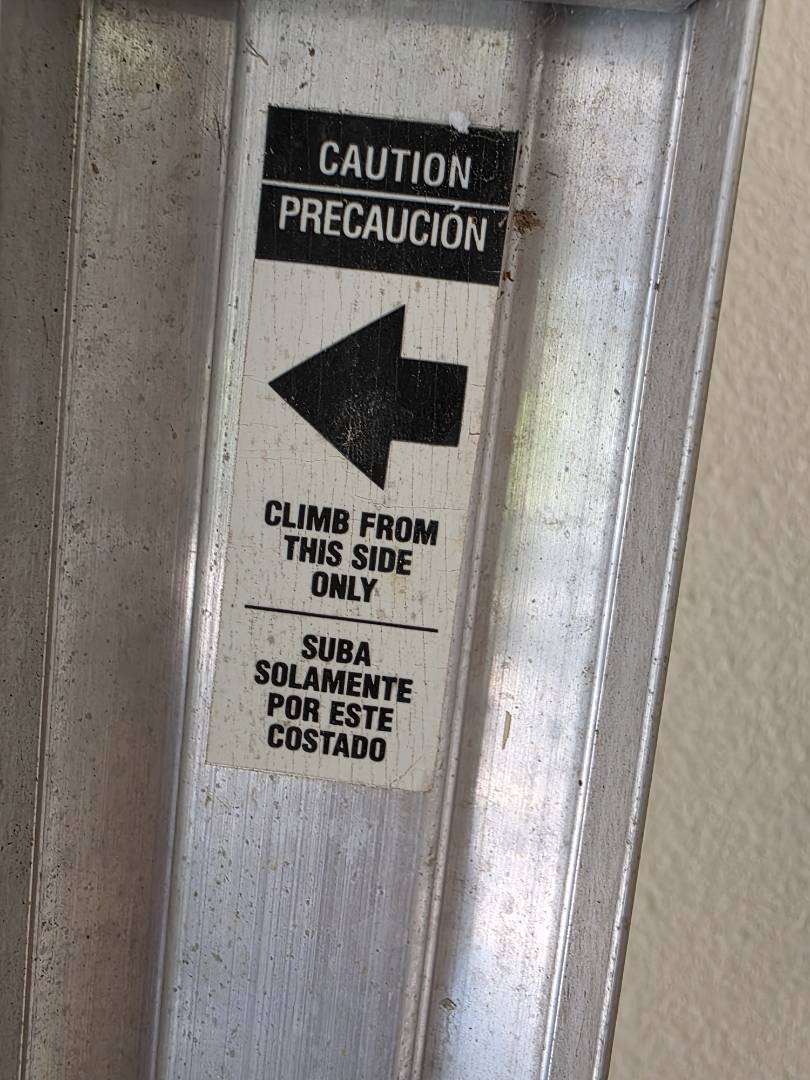 CAUTION
PRECAUCIÓN
CLIMB FROM
THIS SIDE
ONLY
SUBA
SOLAMENTE
POR ESTE
COSTADO